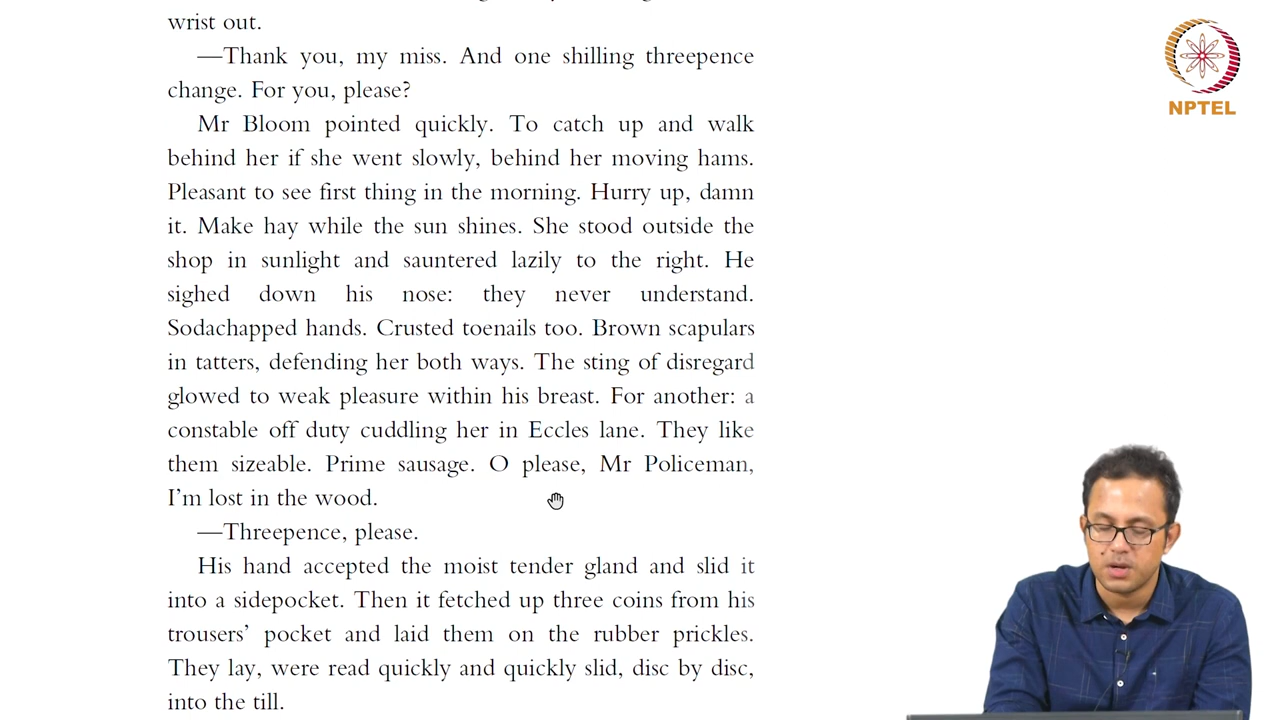 wrist out.
—Thank you, my miss. And one shilling threepence
change. For you, please?
Mr Bloom pointed quickly. To catch up and walk
behind her if she went slowly, behind her moving hams.
Pleasant to see first thing in the morning. Hurry up, damn
it. Make hay while the sun shines. She stood outside the
shop in sunlight and sauntered lazily to the right. He
sighed down his nose: they never understand.
Sodachapped hands. Crusted toenails too. Brown scapulars
in tatters, defending her both ways. The sting of disregard
glowed to weak pleasure within his breast. For another: a
constable off duty cuddling her in Eccles lane. They like
them sizeable. Prime sausage. O please, Mr Policeman,
I'm lost in the wood.
—Threepence, please.
His hand accepted the moist tender gland and slid it
into a sidepocket. Then it fetched up three coins from his
trousers' pocket and laid them on the rubber prickles.
They lay, were read quickly and quickly slid, disc by disc,
into the till.
NPTEL